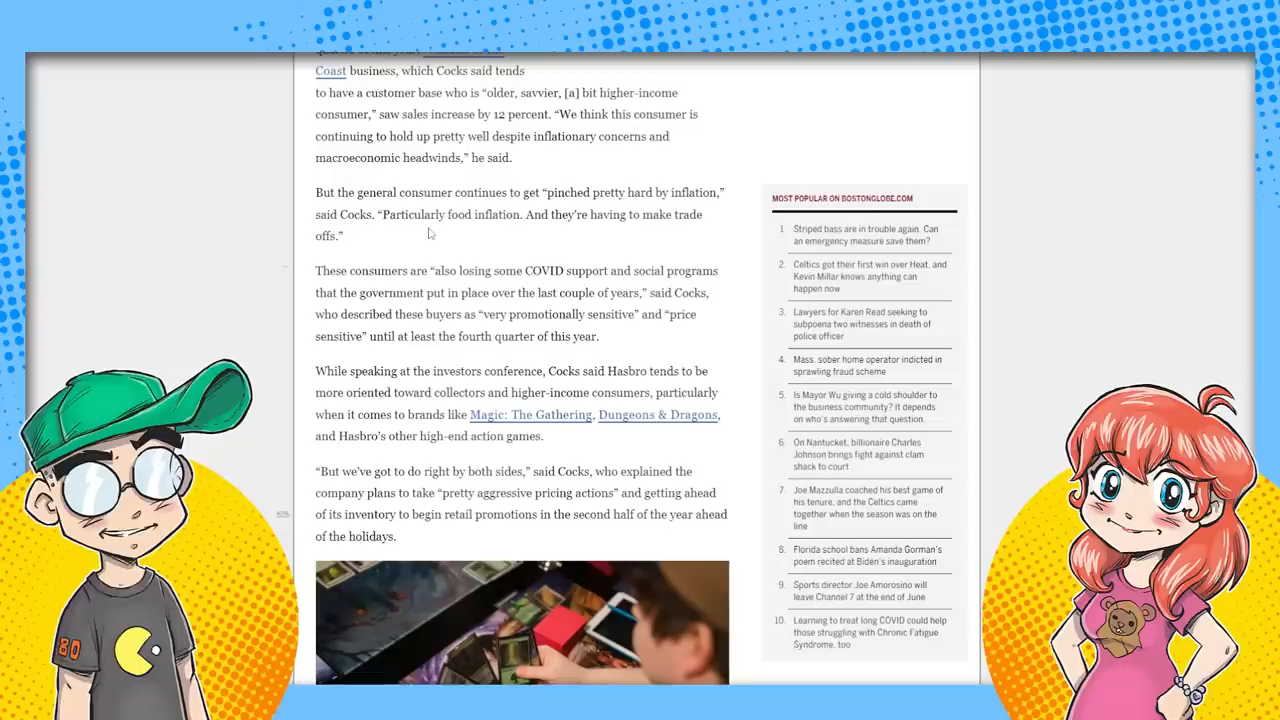 Coast business, which Cocks said tends
to have a customer base who is “older, savvier, [a] bit higher-income
consumer,” saw sales increase by 12 percent. “We think this consumer is
continuing to hold up pretty well despite inflationary concerns and
macroeconomic headwinds,” he said.
But the general consumer continues to get “pinched pretty hard by inflation,”
said Cocks. “Particularly food inflation. And they’re having to make trade
offs.”
These consumers are “also losing some COVID support and social programs
that the government put in place over the last couple of years,” said Cocks,
who described these buyers as “very promotionally sensitive” and “price
sensitive” until at least the fourth quarter of this year.
While speaking at the investors conference, Cocks said Hasbro tends to be
more oriented toward collectors and higher-income consumers, particularly
when it comes to brands like Magic: The Gathering, Dungeons & Dragons,
and Hasbro’s other high-end action games.
“But we’ve got to do right by both sides,” said Cocks, who explained the
company plans to take “pretty aggressive pricing actions” and getting ahead
of its inventory to begin retail promotions in the second half of the year ahead
of the holidays.
MOST POPULAR ON BOSTONGLOBE.COM
1. Striped bass are in trouble again. Can
an emergency measure save them?
2. Celtics got their first win over Heat, and
Kevin Millar knows anything can
happen now
3. Lawyers for Karen Read seeking to
subpoena two witnesses in death of
police officer
4. Mass. sober home operator indicted in
sprawling fraud scheme
5. Is Mayor Wu giving a cold shoulder to
the business community? It depends
on who’s answering that question.
6. On Nantucket, billionaire Charles
Johnson brings fight against clam
shack to court
7. Joe Mazzulla coached his best game of
his tenure, and the Celtics came
together when the season was on the
line
8. Florida school bans Amanda Gorman’s
poem recited at Biden’s inauguration
9. Sports director Joe Amorosino will
leave Channel 7 at the end of June
10. Learning to treat long COVID could help
those struggling with Chronic Fatigue
Syndrome, too
80